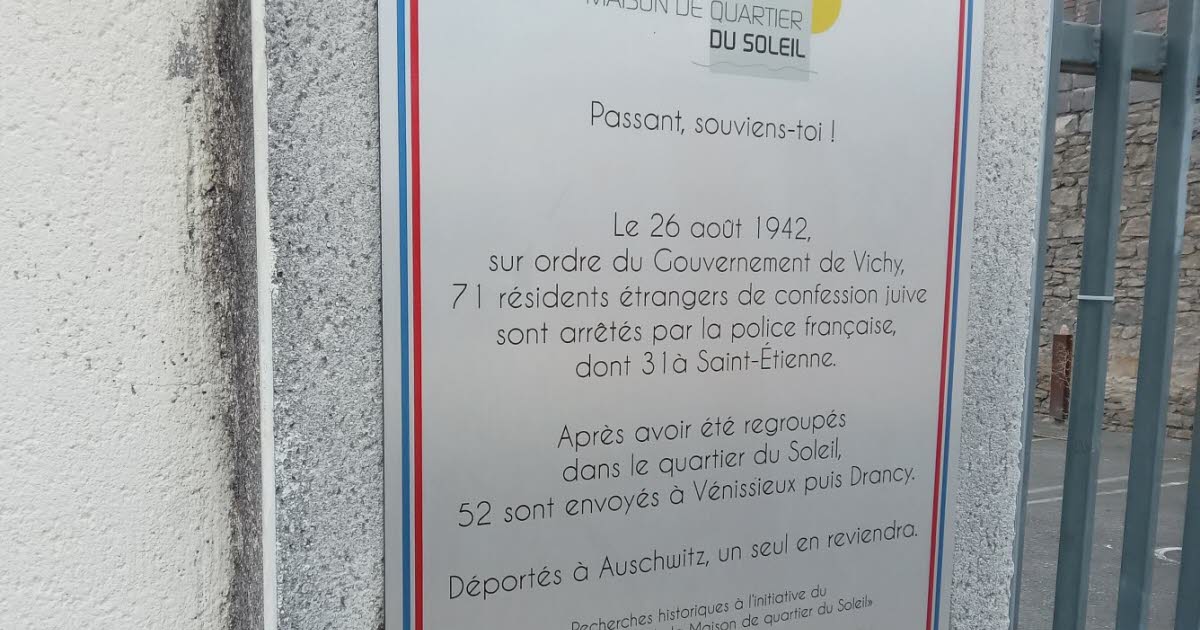 MAISON DE QUARTIER
DU SOLEIL
Passant, souviens-toi !
Le 26 août 1942,
sur ordre du Gouvernement de Vichy,
71 résidents étrangers de confession juive
sont arrêtés par la police française,
dont 31à Saint-Étienne.
Après avoir été regroupés
dans le quartier du Soleil,
52 sont envoyés à Vénissieux puis Drancy.
Déportés à Auschwitz, un seul en reviendra.
Recherches historiques à l'initiative du
Maison de quartier du Soleil»